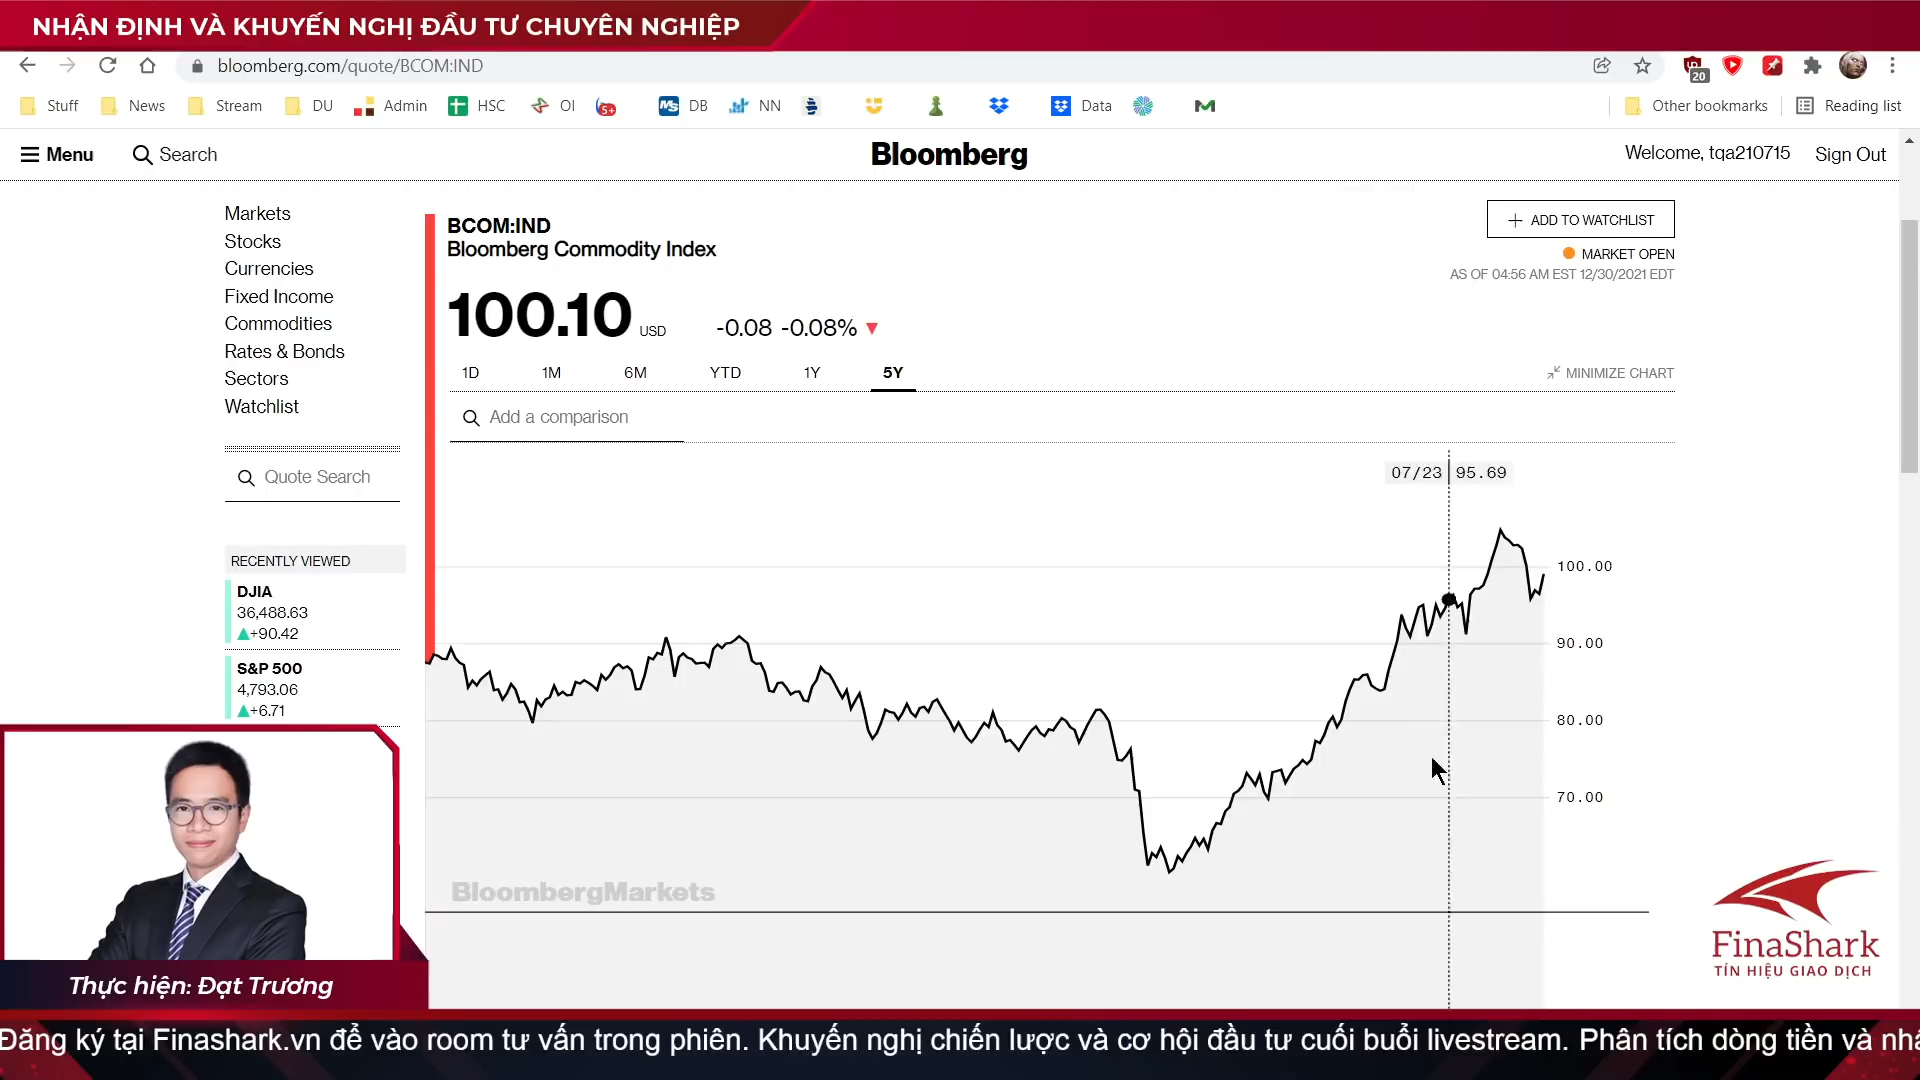 NHẬN ĐỊNH VÀ KHUYẾN NGHỊ ĐẦU TƯ CHUYÊN NGHIỆP
bloomberg.com/quote/BCOM:IND
20
Stuff News Stream DU Admin HSC OI 5+ MS DB NN Data Other bookmarks Reading list
Menu Search Bloomberg Welcome, tqa210715 Sign Out
Markets
Stocks
Currencies
Fixed Income
Commodities
Rates & Bonds
Sectors
Watchlist
Quote Search
RECENTLY VIEWED
DJIA
36,488.63
+90.42
S&P 500
4,793.06
+6.71
BCOM:IND
Bloomberg Commodity Index
ADD TO WATCHLIST
MARKET OPEN
AS OF 04:56 AM EST 12/30/2021 EDT
100.10 USD -0.08 -0.08%
1D 1M 6M YTD 1Y 5Y
MINIMIZE CHART
Add a comparison
07/23 95.69
100.00
90.00
80.00
70.00
BloombergMarkets
FinaShark
TÍN HIỆU GIAO DỊCH
Thực hiện: Đạt Trương
Đăng ký tại Finashark.vn để vào room tư vấn trong phiên. Khuyến nghị chiến lược và cơ hội đầu tư cuối buổi livestream. Phân tích dòng tiền và